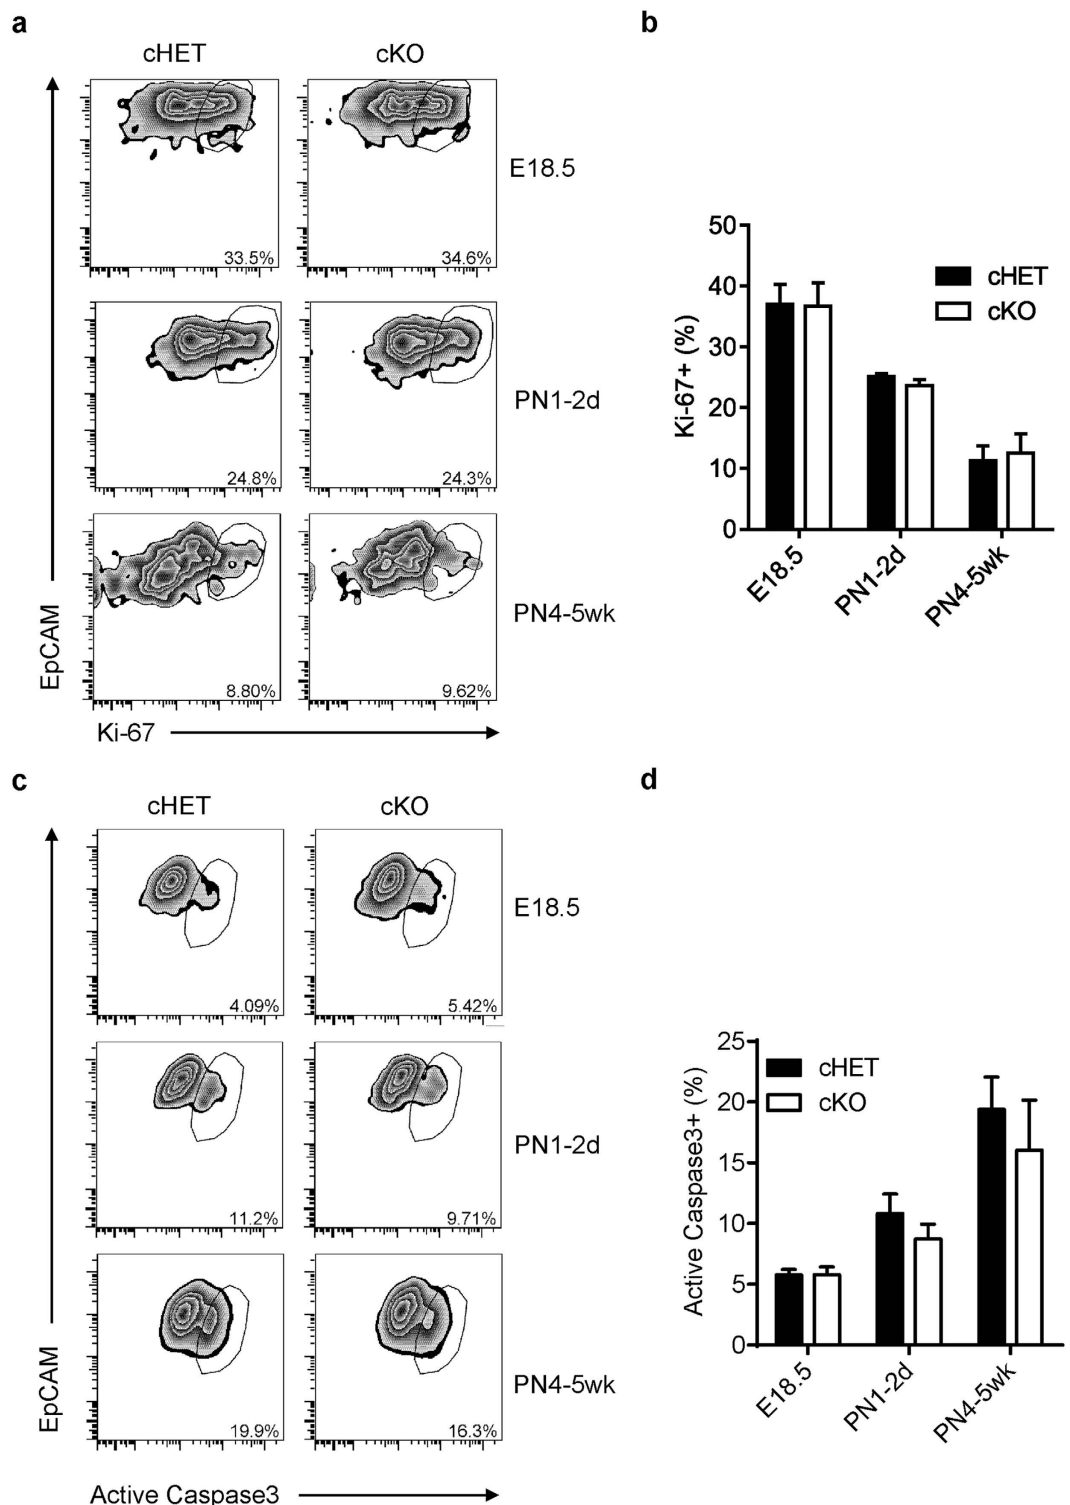 a
cHET cKO
E18.5
33.5% 34.6%
PN1-2d
24.8% 24.3%
PN4-5wk
8.80% 9.62%
EpCAM
Ki-67
b
50
40
30
20
10
0
Ki-67+ (%)
cHET
cKO
E18.5 PN1-2d PN4-5wk
c
cHET cKO
E18.5
4.09% 5.42%
PN1-2d
11.2% 9.71%
PN4-5wk
19.9% 16.3%
EpCAM
Active Caspase3
d
25
20
15
10
5
0
Active Caspase3+ (%)
cHET
cKO
E18.5 PN1-2d PN4-5wk